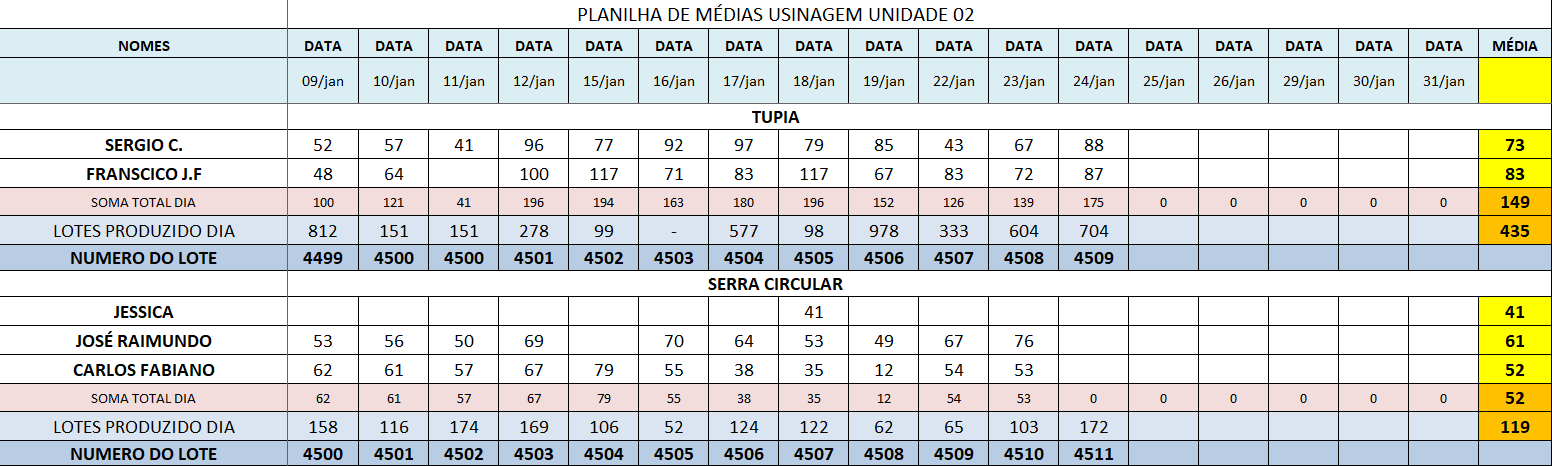 PLANILHA DE MÉDIAS USINAGEM UNIDADE 02
NOMES DATA DATA DATA DATA DATA DATA DATA DATA DATA DATA DATA DATA DATA DATA DATA DATA DATA MÉDIA
09/jan 10/jan 11/jan 12/jan 15/jan 16/jan 17/jan 18/jan 19/jan 22/jan 23/jan 24/jan 25/jan 26/jan 29/jan 30/jan 31/jan
TUPIA
SERGIO C. 52 57 41 96 77 92 97 79 85 43 67 88 73
FRANSCICO J.F 48 64 100 117 71 83 117 67 83 72 87 83
SOMA TOTAL DIA 100 121 41 196 194 163 180 196 152 126 139 175 0 0 0 0 0 149
LOTES PRODUZIDO DIA 812 151 151 278 99 - 577 98 978 333 604 704 435
NUMERO DO LOTE 4499 4500 4500 4501 4502 4503 4504 4505 4506 4507 4508 4509
SERRA CIRCULAR
JESSICA 41 41
JOSÉ RAIMUNDO 53 56 50 69 70 64 53 49 67 76 61
CARLOS FABIANO 62 61 57 67 79 55 38 35 12 54 53 52
SOMA TOTAL DIA 62 61 57 67 79 55 38 35 12 54 53 0 0 0 0 0 0 52
LOTES PRODUZIDO DIA 158 116 174 169 106 52 124 122 62 65 103 172 119
NUMERO DO LOTE 4500 4501 4502 4503 4504 4505 4506 4507 4508 4509 4510 4511